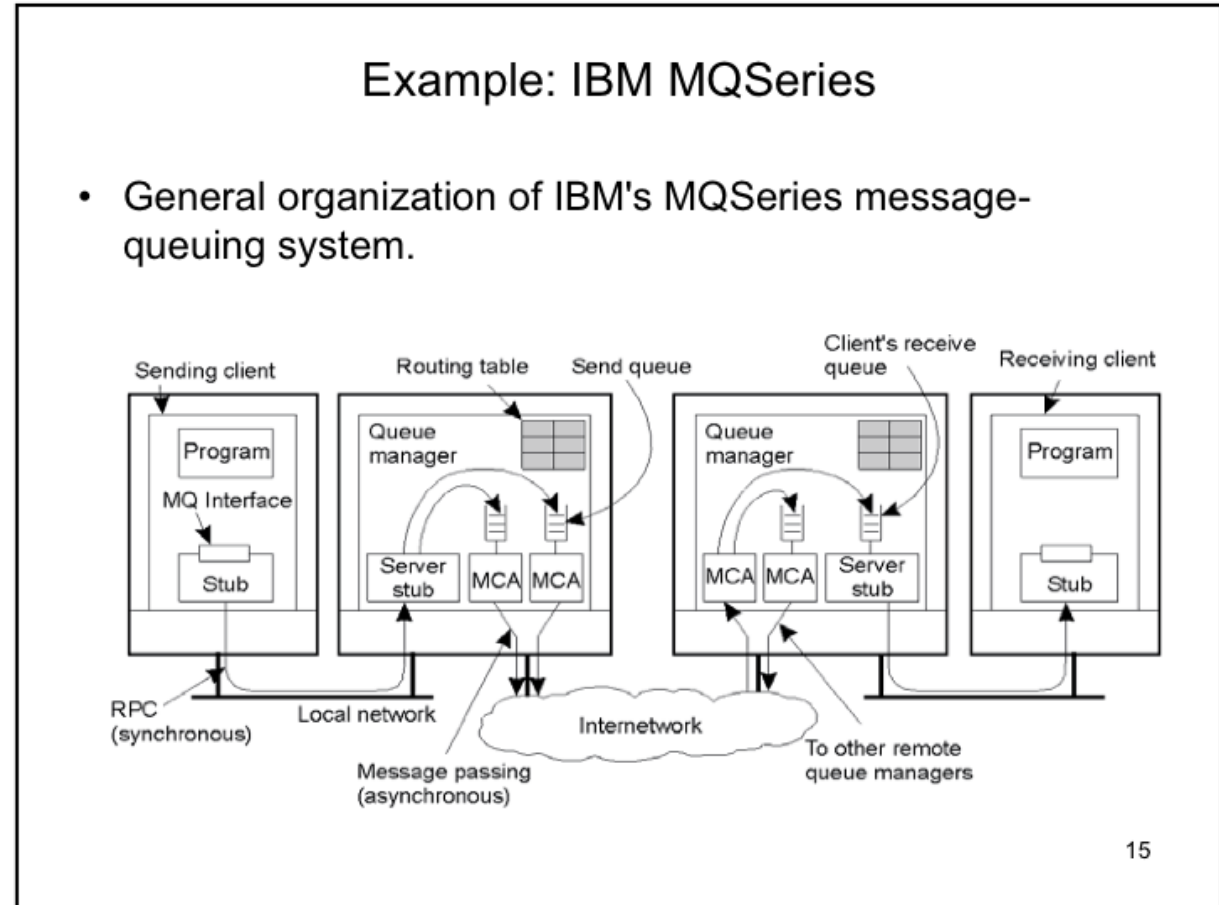 Example: IBM MQSeries
• General organization of IBM's MQSeries message-
queuing system.
Sending client
Routing table
Send queue
Client's receive
queue
Receiving client
Program
MQ Interface
Stub
Queue
manager
Server
stub
MCA
MCA
Queue
manager
MCA
MCA
Server
stub
Program
Stub
RPC
(synchronous)
Local network
Internetwork
Message passing
(asynchronous)
To other remote
queue managers
15